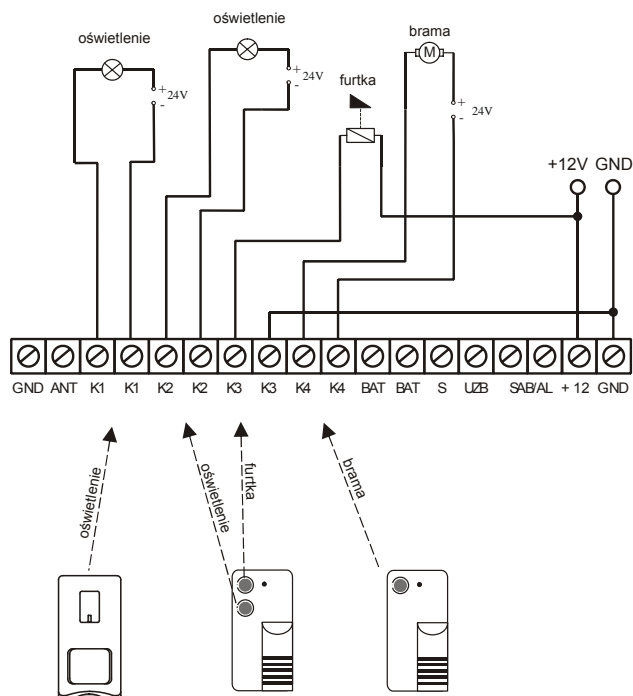 oświetlenie
oświetlenie
brama
furtka
+
24V
-
+
24V
-
+
24V
-
+12V GND
M
GND ANT K1 K1 K2 K2 K3 K3 K4 K4 BAT BAT S UZB SAB/AL +12 GND
oświetlenie
oświetlenie
furtka
brama